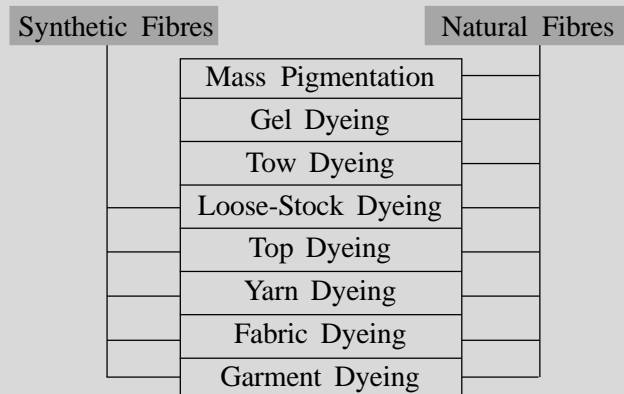 Synthetic Fibres
Natural Fibres
Mass Pigmentation
Gel Dyeing
Tow Dyeing
Loose-Stock Dyeing
Top Dyeing
Yarn Dyeing
Fabric Dyeing
Garment Dyeing